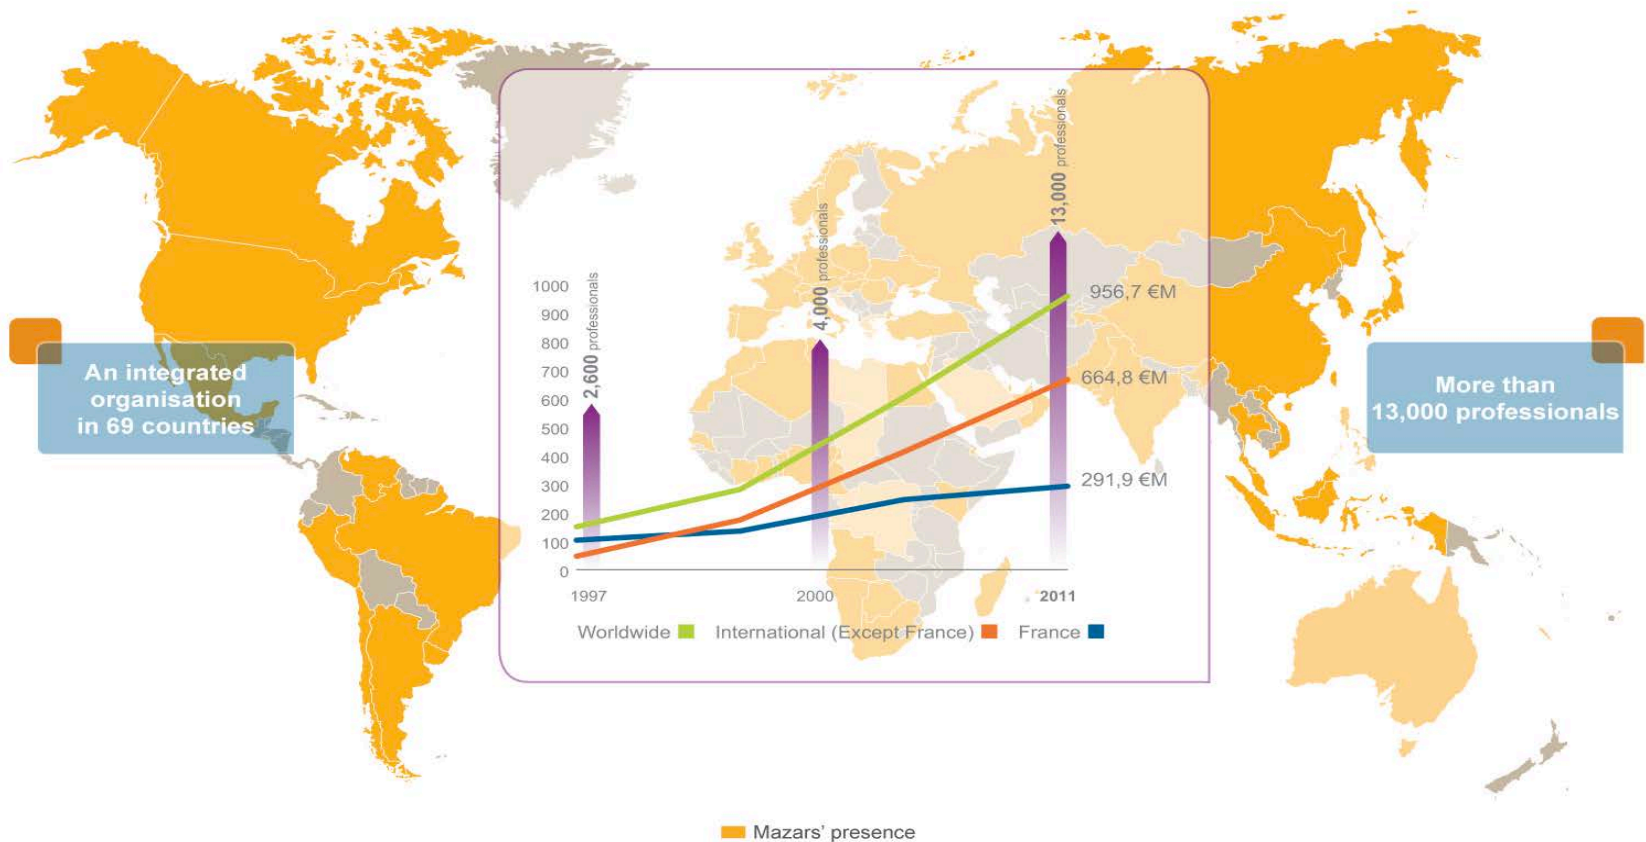 An integrated
organisation
in 69 countries
More than
13,000 professionals
2,600 professionals
4,000 professionals
13,000 professionals
1000
900
800
700
600
500
400
300
200
100
0
956,7 €M
664,8 €M
291,9 €M
1997
2000
2011
Worldwide
International (Except France)
France
Mazars' presence